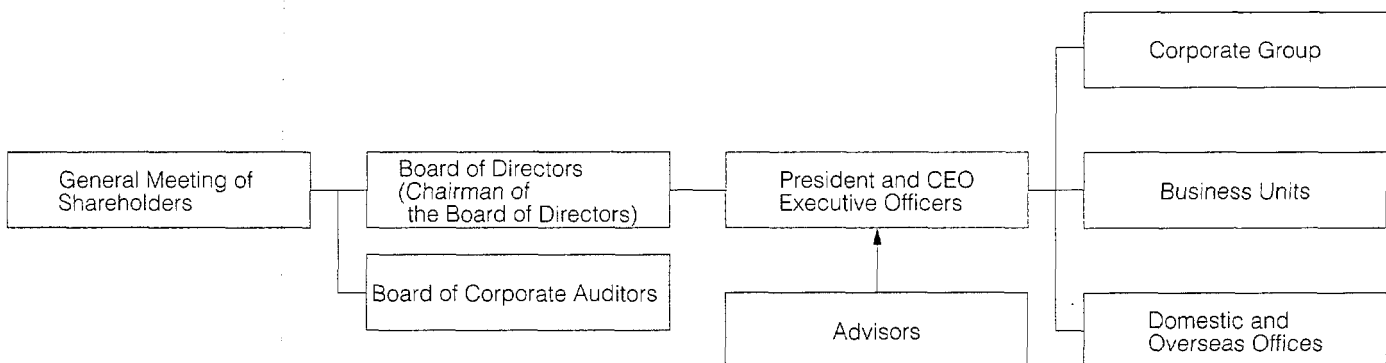 Corporate Group
General Meeting of
Shareholders
Board of Directors
(Chairman of
the Board of Directors)
President and CEO
Executive Officers
Business Units
Board of Corporate Auditors
Advisors
Domestic and
Overseas Offices